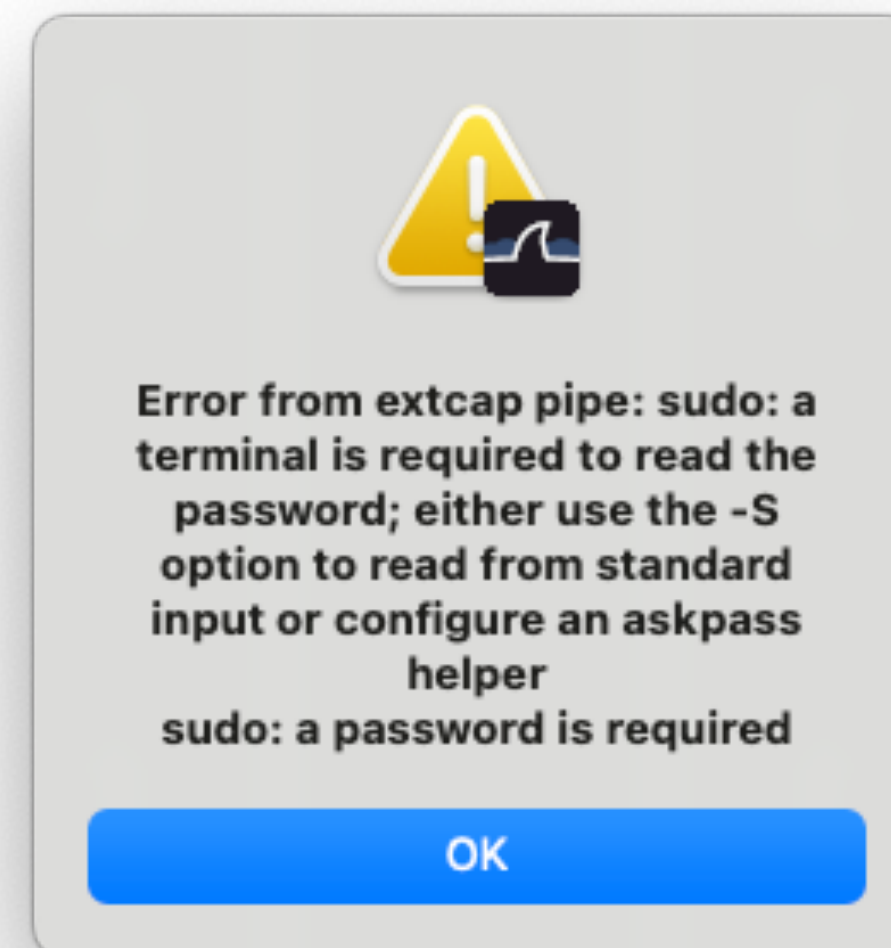 Error from extcap pipe: sudo: a
terminal is required to read the
password; either use the -S
option to read from standard
input or configure an askpass
helper
sudo: a password is required
OK